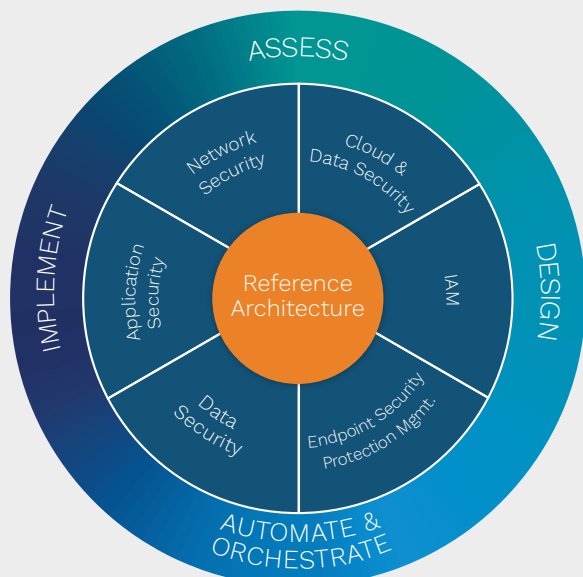 ASSESS
Network
Security
Cloud &
Data Security
IMPLEMENT
Application
Security
Reference
Architecture
IAM
DESIGN
Data
Security
Endpoint Security
Protection Mgmt.
AUTOMATE &
ORCHESTRATE